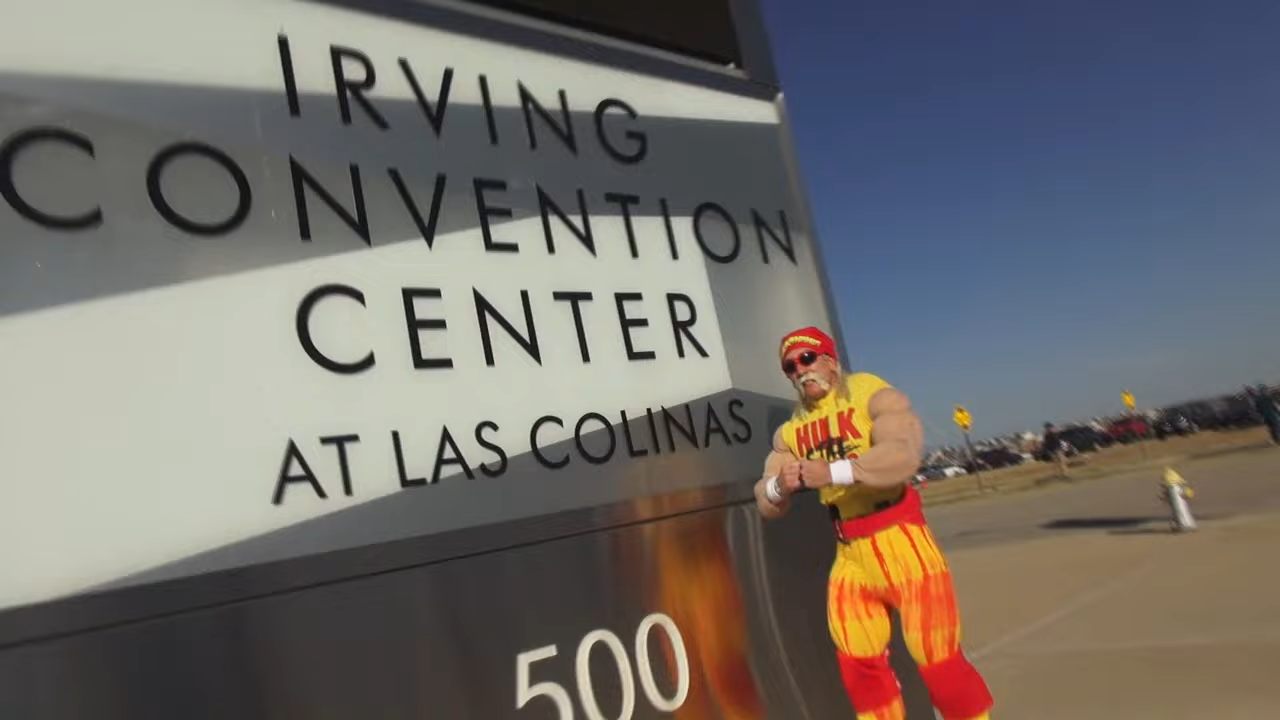 IRVING
CONVENTION
CENTER
AT LAS COLINAS
500
HULK